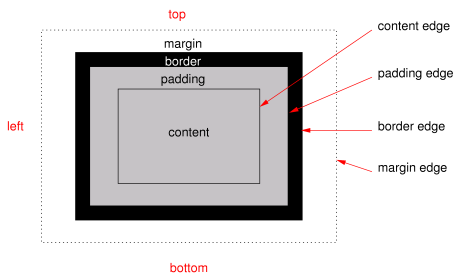 top
content edge
margin
border
padding edge
padding
left
content
border edge
margin edge
bottom